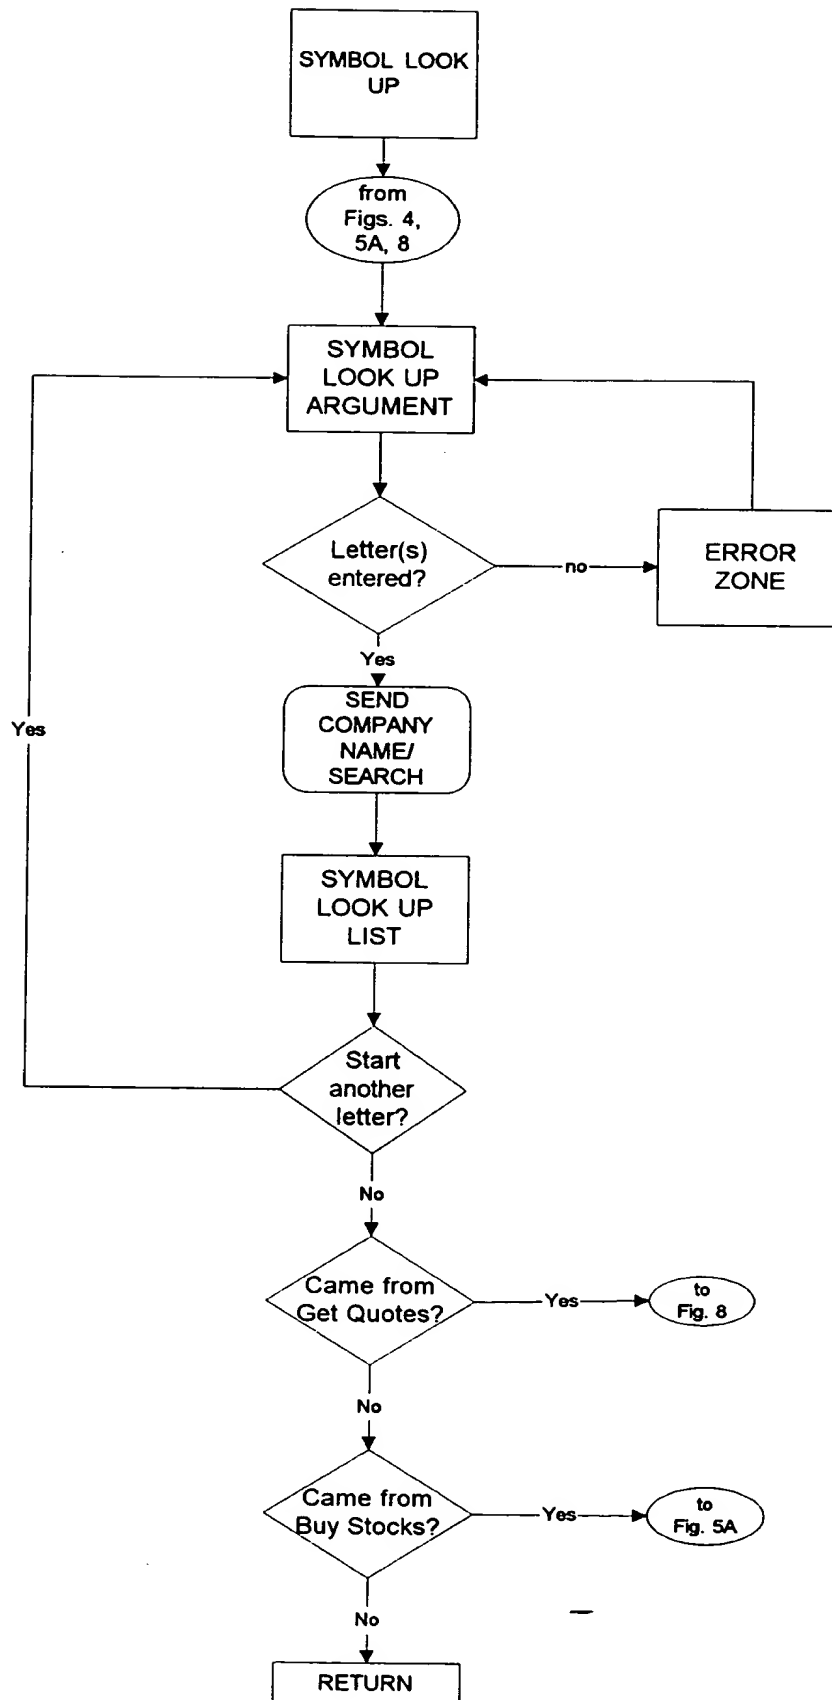 SYMBOL LOOK
UP
from
Figs. 4,
5A, 8
SYMBOL
LOOK UP
ARGUMENT
Letter(s)
entered?
no
ERROR
ZONE
Yes
SEND
COMPANY
NAME/
SEARCH
Yes
SYMBOL
LOOK UP
LIST
Start
another
letter?
No
Came from
Get Quotes?
Yes
to
Fig. 8
No
Came from
Buy Stocks?
Yes
to
Fig. 5A
No
RETURN